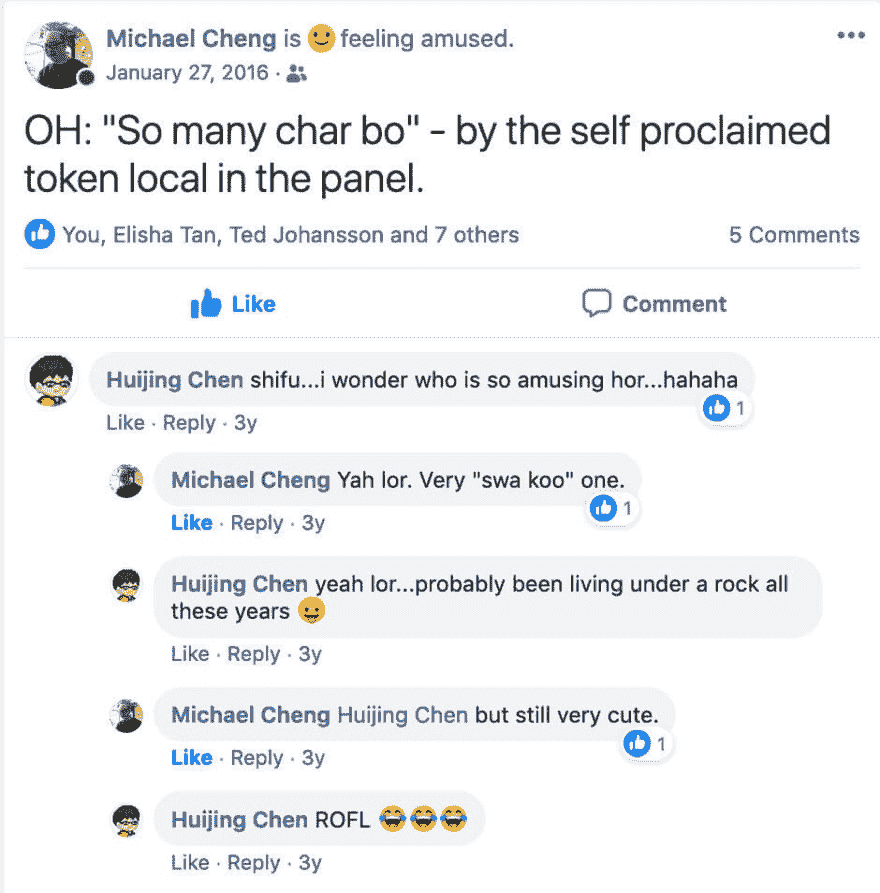 Michael Cheng is 🙂 feeling amused.
January 27, 2016 ·
OH: "So many char bo" - by the self proclaimed
token local in the panel.
You, Elisha Tan, Ted Johansson and 7 others 5 Comments
Like Comment
Huijing Chen shifu...i wonder who is so amusing hor...hahaha
1
Like · Reply · 3y
Michael Cheng Yah lor. Very "swa koo" one.
1
Like · Reply · 3y
Huijing Chen yeah lor...probably been living under a rock all
these years 😀
Like · Reply · 3y
Michael Cheng Huijing Chen but still very cute.
1
Like · Reply · 3y
Huijing Chen ROFL 😂😂😂
Like · Reply · 3y